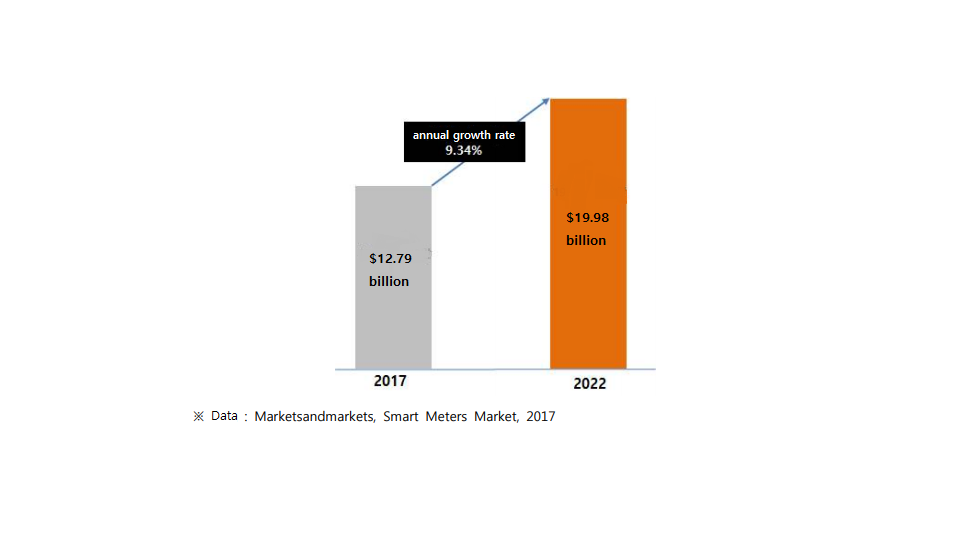 annual growth rate
9.34%
$19.98
billion
$12.79
billion
2017
2022
※ Data : Marketsandmarkets, Smart Meters Market, 2017